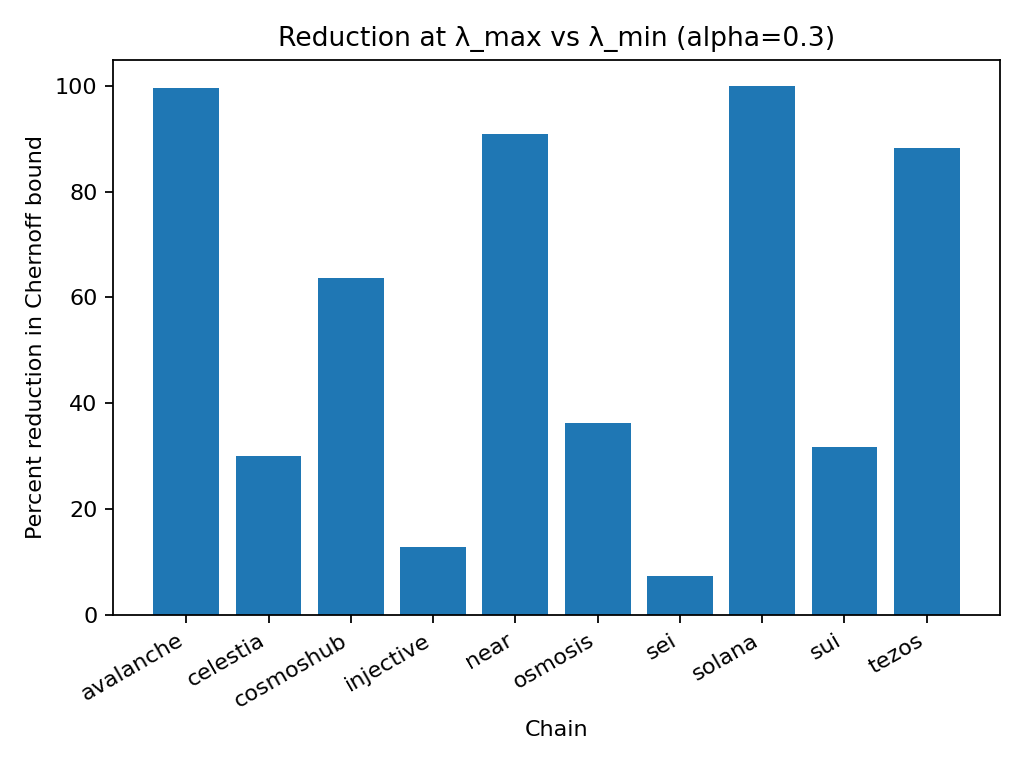 Reduction at λ_max vs λ_min (alpha=0.3)
Percent reduction in Chernoff bound
100
80
60
40
20
0
avalanche
celestia
cosmoshub
injective
near
osmosis
sei
solana
sui
tezos
Chain